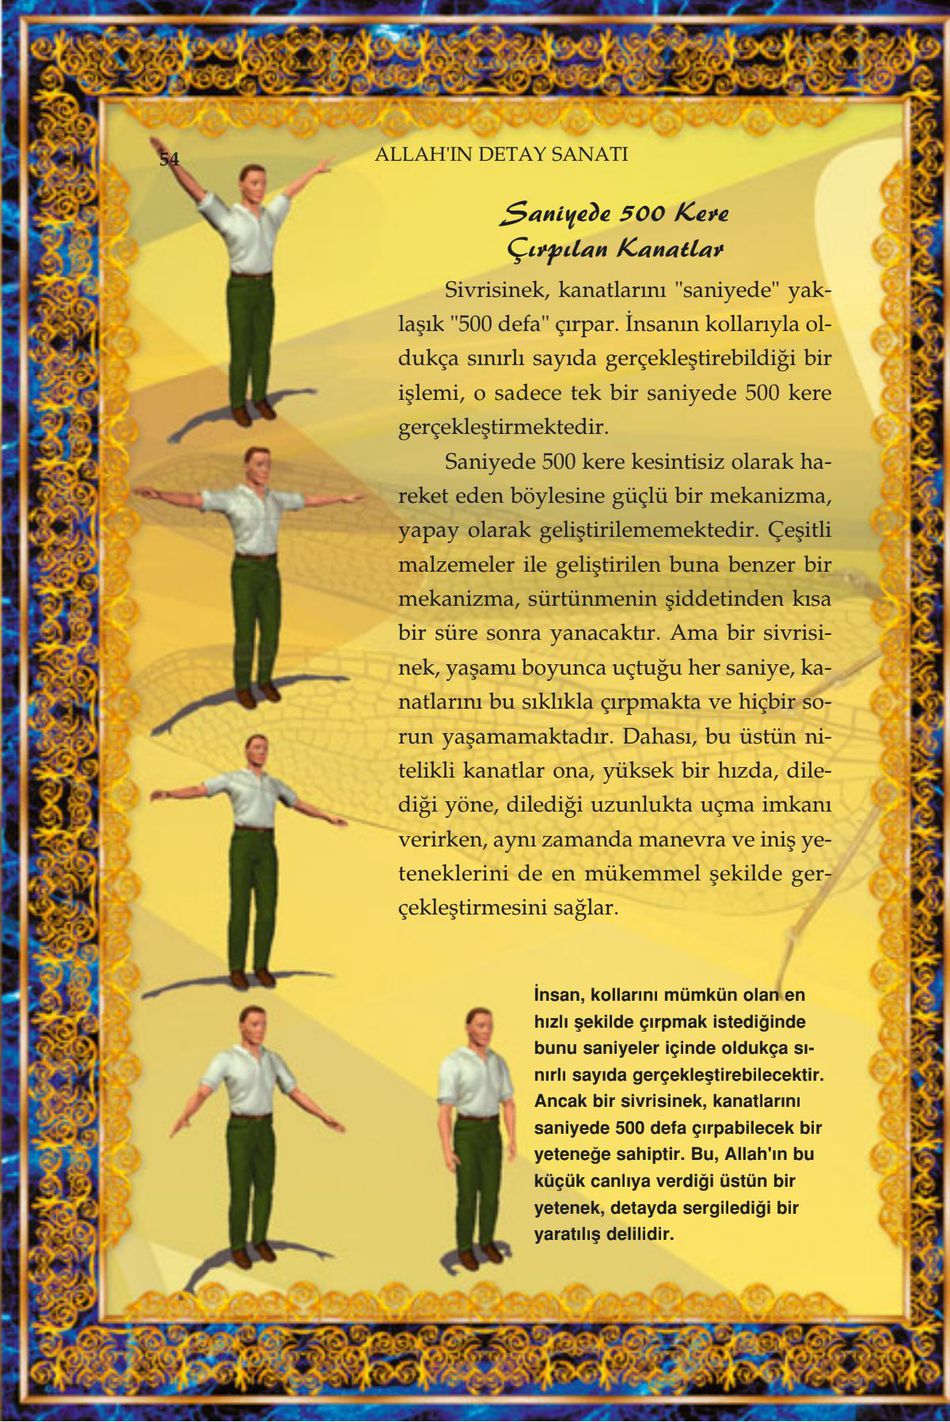 54
ALLAH'IN DETAY SANATI
Saniyede 500 Kere
Çırpılan Kanatlar
Sivrisinek, kanatlarını "saniyede" yak-
laşık "500 defa" çırpar. İnsanın kollarıyla ol-
dukça sınırlı sayıda gerçekleştirebildiği bir
işlemi, o sadece tek bir saniyede 500 kere
gerçekleştirmektedir.
Saniyede 500 kere kesintisiz olarak ha-
reket eden böylesine güçlü bir mekanizma,
yapay olarak geliştirilememektedir. Çeşitli
malzemeler ile geliştirilen buna benzer bir
mekanizma, sürtünmenin şiddetinden kısa
bir süre sonra yanacaktır. Ama bir sivrisi-
nek, yaşamı boyunca uçtuğu her saniye, ka-
natlarını bu sıklıkla çırpmakta ve hiçbir so-
run yaşamamaktadır. Dahası, bu üstün ni-
telikli kanatlar ona, yüksek bir hızda, dile-
diği yöne, dilediği uzunlukta uçma imkanı
verirken, aynı zamanda manevra ve iniş ye-
teneklerini de en mükemmel şekilde ger-
çekleştirmesini sağlar.
İnsan, kollarını mümkün olan en
hızlı şekilde çırpmak istediğinde
bunu saniyeler içinde oldukça sı-
nırlı sayıda gerçekleştirebilecektir.
Ancak bir sivrisinek, kanatlarını
saniyede 500 defa çırpabilecek bir
yeteneğe sahiptir. Bu, Allah'ın bu
küçük canlıya verdiği üstün bir
yetenek, detayda sergilediği bir
yaratılış delilidir.